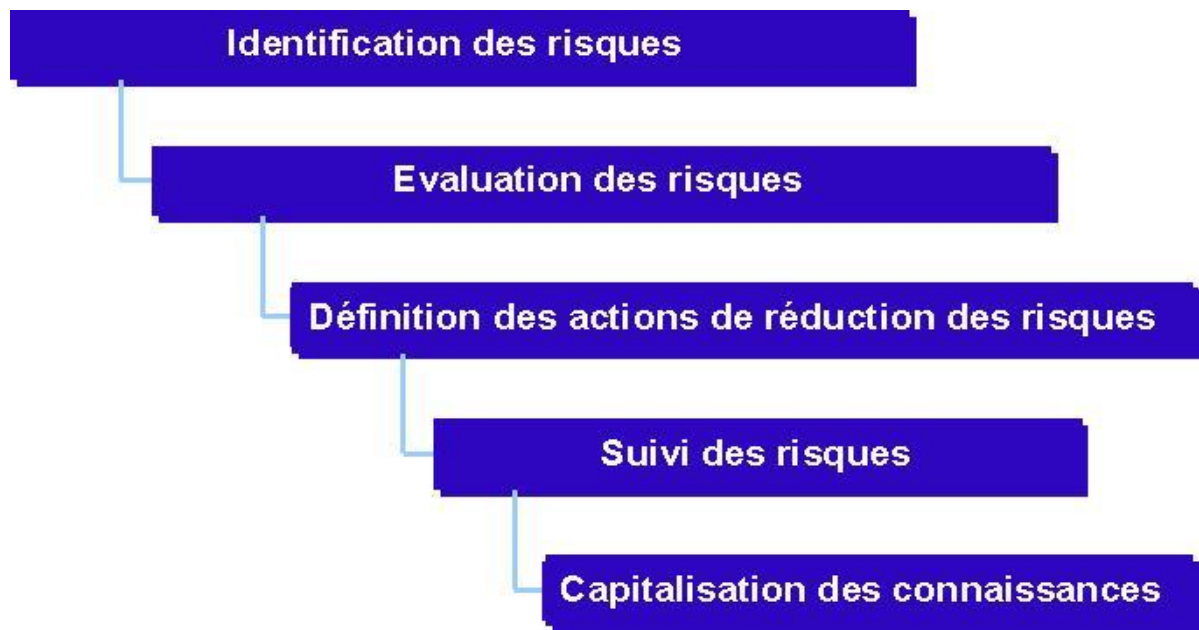 Identification des risques
Evaluation des risques
Définition des actions de réduction des risques
Suivi des risques
Capitalisation des connaissances